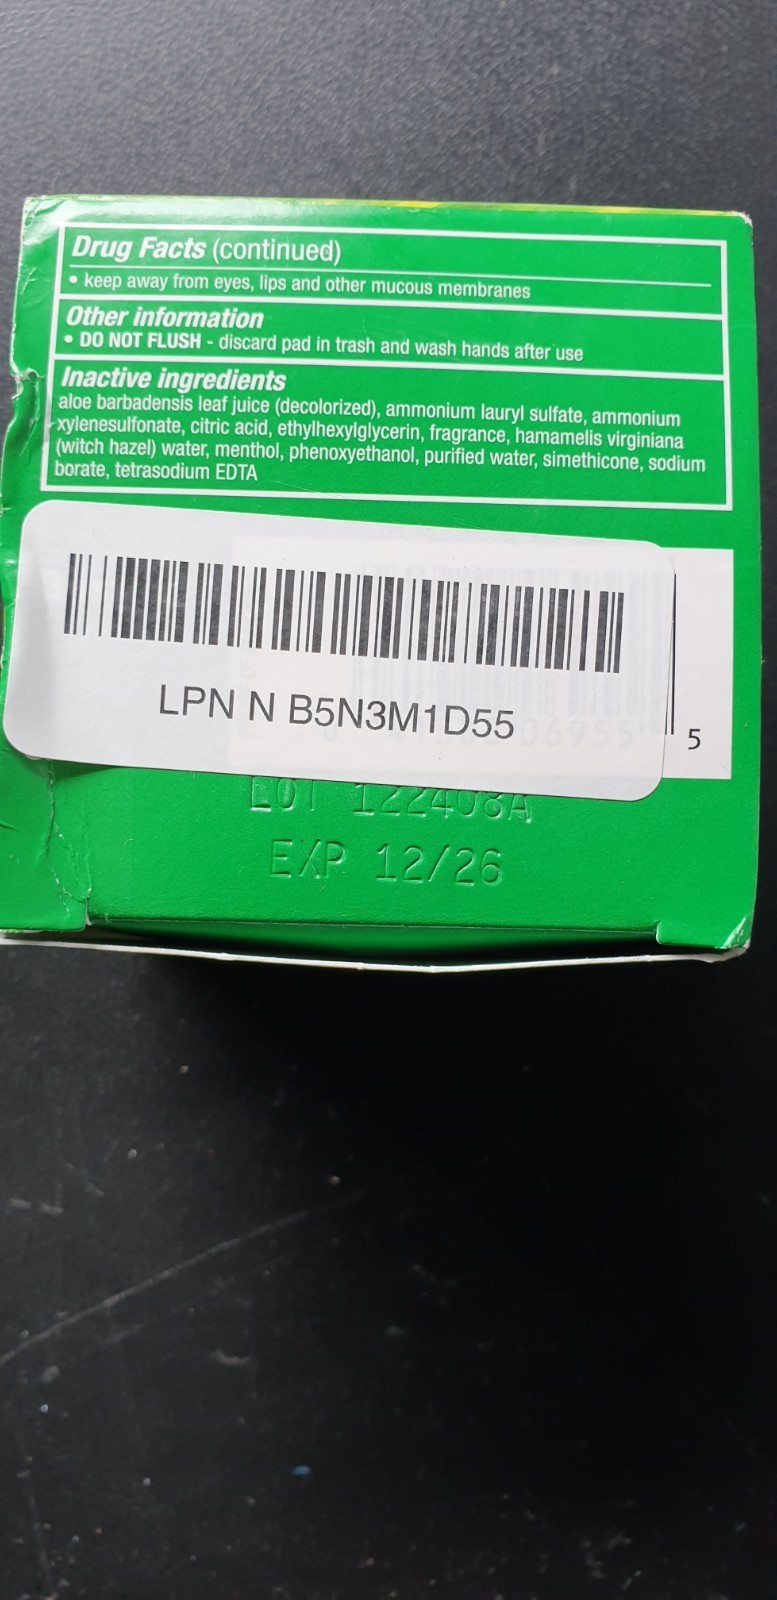 Drug Facts (continued)
• keep away from eyes, lips and other mucous membranes
Other information
• DO NOT FLUSH - discard pad in trash and wash hands after use
Inactive ingredients
aloe barbadensis leaf juice (decolorized), ammonium lauryl sulfate, ammonium
xylenesulfonate, citric acid, ethylhexylglycerin, fragrance, hamamelis virginiana
(witch hazel) water, menthol, phenoxyethanol, purified water, simethicone, sodium
borate, tetrasodium EDTA
LPN N B5N3M1D55
06955 5
LOT 122408A
EXP 12/26